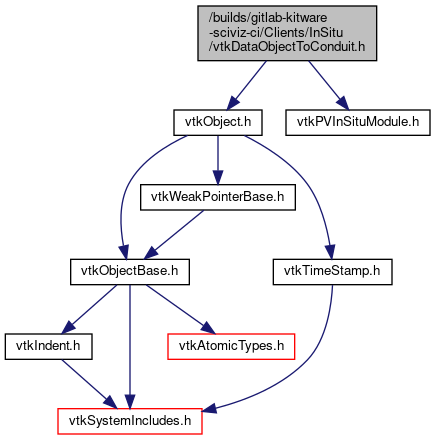 /builds/gitlab-kitware
-sciviz-ci/Clients/InSitu
/vtkDataObjectToConduit.h
vtkObject.h
vtkPVInSituModule.h
vtkWeakPointerBase.h
vtkObjectBase.h
vtkTimeStamp.h
vtkIndent.h
vtkAtomicTypes.h
vtkSystemIncludes.h